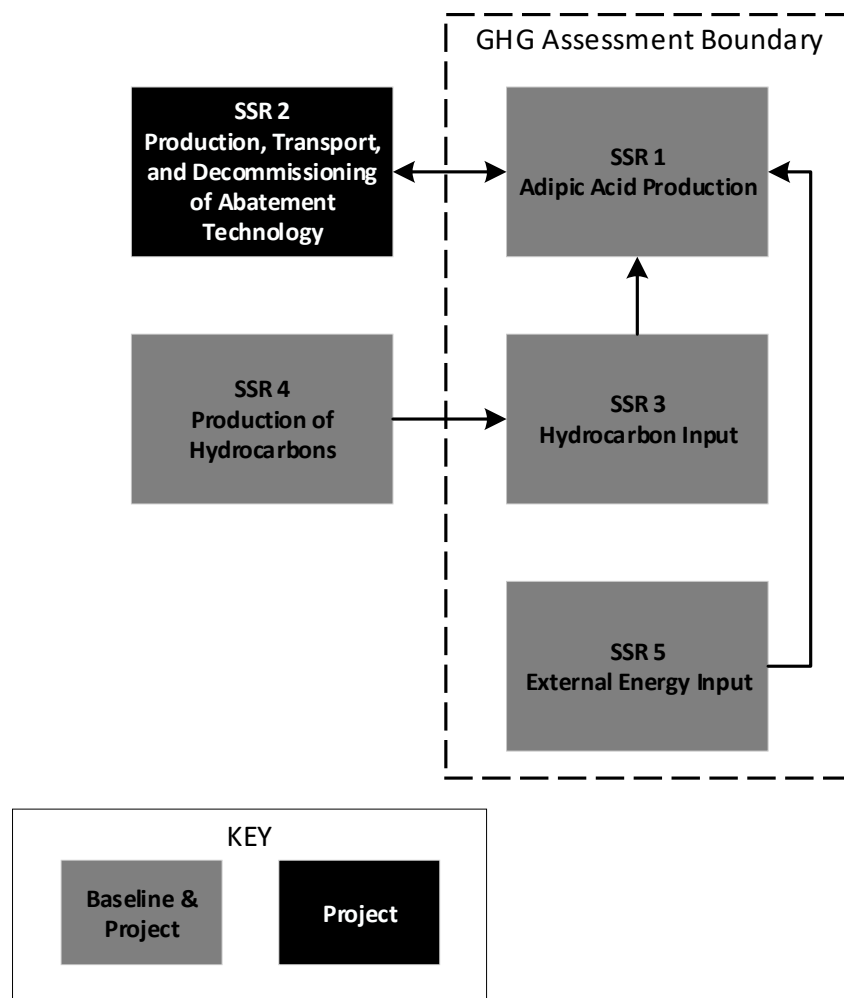 GHG Assessment Boundary
SSR 2
Production, Transport,
and Decommissioning
of Abatement
Technology
SSR 1
Adipic Acid Production
SSR 4
Production of
Hydrocarbons
SSR 3
Hydrocarbon Input
SSR 5
External Energy Input
KEY
Baseline &
Project
Project